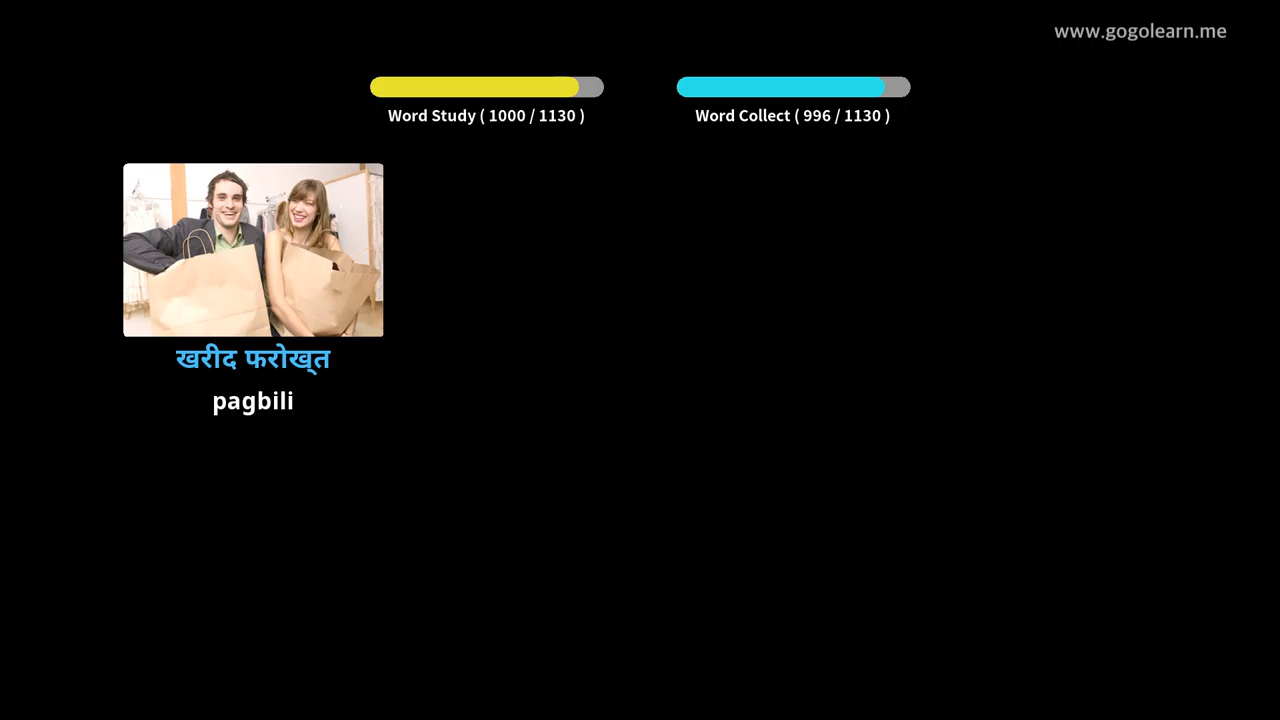 www.gogolearn.me
Word Study ( 1000 / 1130 )
Word Collect ( 996 / 1130 )
खरीद फरोख्त
pagbili